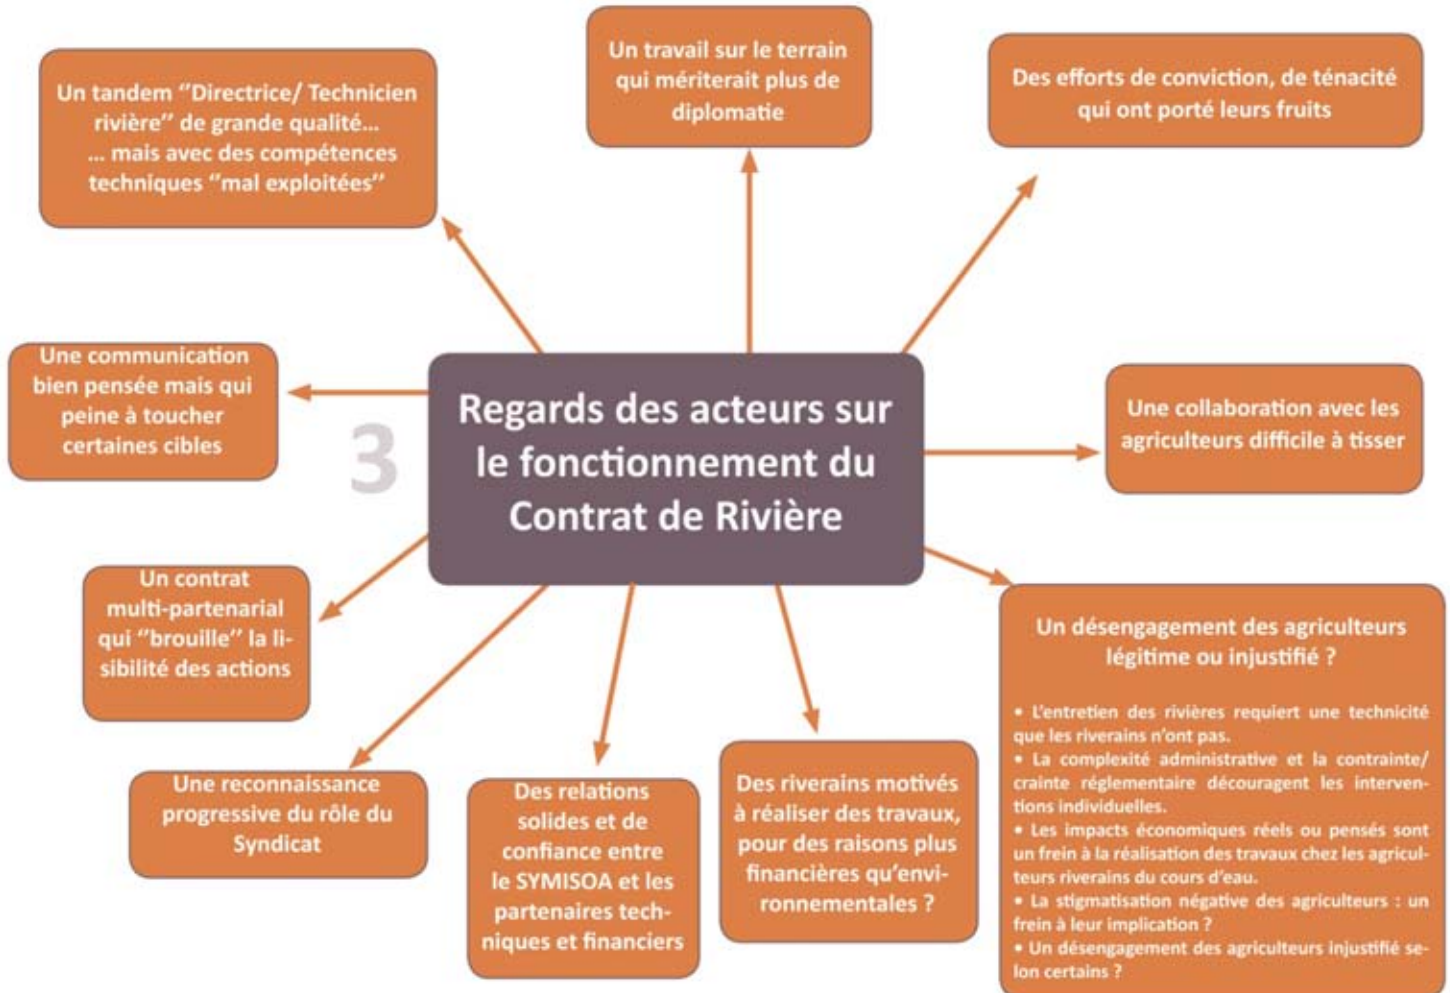 Un tandem “Directrice/ Technicien
rivière” de grande qualité...
... mais avec des compétences
techniques “mal exploitées”
Un travail sur le terrain
qui mériterait plus de
diplomatie
Des efforts de conviction, de ténacité
qui ont porté leurs fruits
Une communication
bien pensée mais qui
peine à toucher
certaines cibles
3
Regards des acteurs sur
le fonctionnement du
Contrat de Rivière
Une collaboration avec les
agriculteurs difficile à tisser
Un contrat
multi-partenarial
qui “brouille” la li-
sibilité des actions
Une reconnaissance
progressive du rôle du
Syndicat
Des relations
solides et de
confiance entre
le SYMISOA et les
partenaires tech-
niques et financiers
Des riverains motivés
à réaliser des travaux,
pour des raisons plus
financières qu’envi-
ronnementales ?
Un désengagement des agriculteurs
légitime ou injustifié ?
• L’entretien des rivières requiert une technicité
que les riverains n’ont pas.
• La complexité administrative et la contrainte/
crainte réglementaire découragent les interven-
tions individuelles.
• Les impacts économiques réels ou pensés sont
un frein à la réalisation des travaux chez les agricul-
teurs riverains du cours d’eau.
• La stigmatisation négative des agriculteurs : un
frein à leur implication ?
• Un désengagement des agriculteurs injustifié se-
lon certains ?